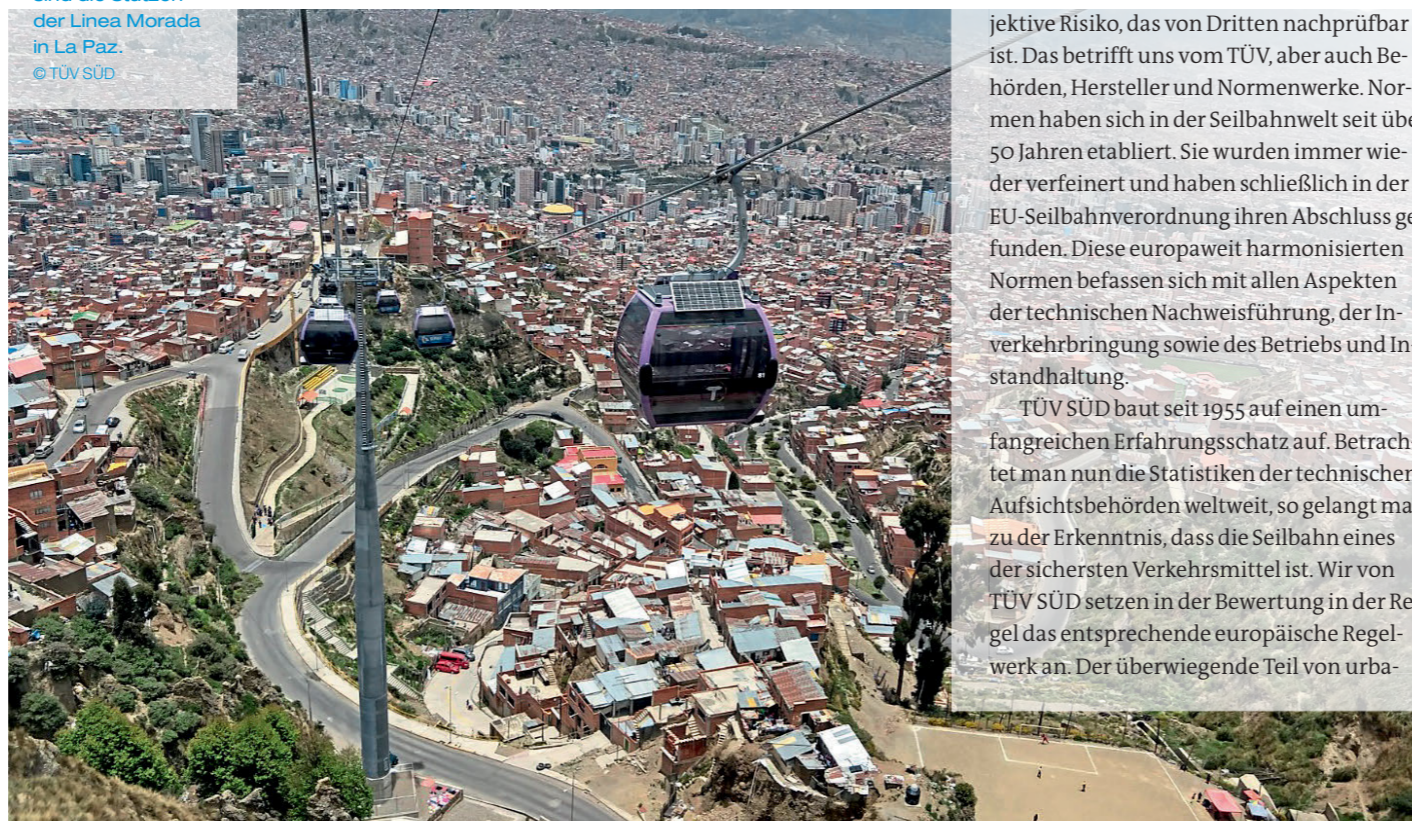 der Linea Morada
in La Paz.
© TÜV SÜD
jektive Risiko, das von Dritten nachprüfbar
ist. Das betrifft uns vom TÜV, aber auch Be-
hörden, Hersteller und Normenwerke. Nor-
men haben sich in der Seilbahnwelt seit übe
50 Jahren etabliert. Sie wurden immer wie-
der verfeinert und haben schließlich in der
EU-Seilbahnverordnung ihren Abschluss ge
funden. Diese europaweit harmonisierten
Normen befassen sich mit allen Aspekten
der technischen Nachweisführung, der In-
verkehrbringung sowie des Betriebs und In-
standhaltung.
TÜV SÜD baut seit 1955 auf einen um-
fangreichen Erfahrungsschatz auf. Betrach-
tet man nun die Statistiken der technischen
Aufsichtsbehörden weltweit, so gelangt ma
zu der Erkenntnis, dass die Seilbahn eines
der sichersten Verkehrsmittel ist. Wir von
TÜV SÜD setzen in der Bewertung in der Re
gel das entsprechende europäische Regel-
werk an. Der überwiegende Teil von urba-